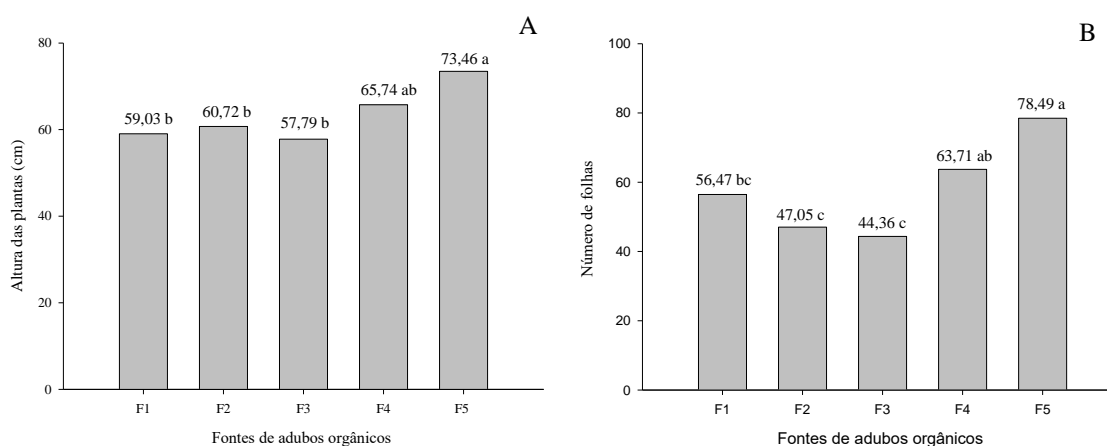 A
Altura das plantas (cm)
80
60
40
20
0
59,03 b
60,72 b
57,79 b
65,74 ab
73,46 a
F1
F2
F3
F4
F5
Fontes de adubos orgânicos
B
Número de folhas
100
80
60
40
20
0
56,47 bc
47,05 c
44,36 c
63,71 ab
78,49 a
F1
F2
F3
F4
F5
Fontes de adubos orgânicos